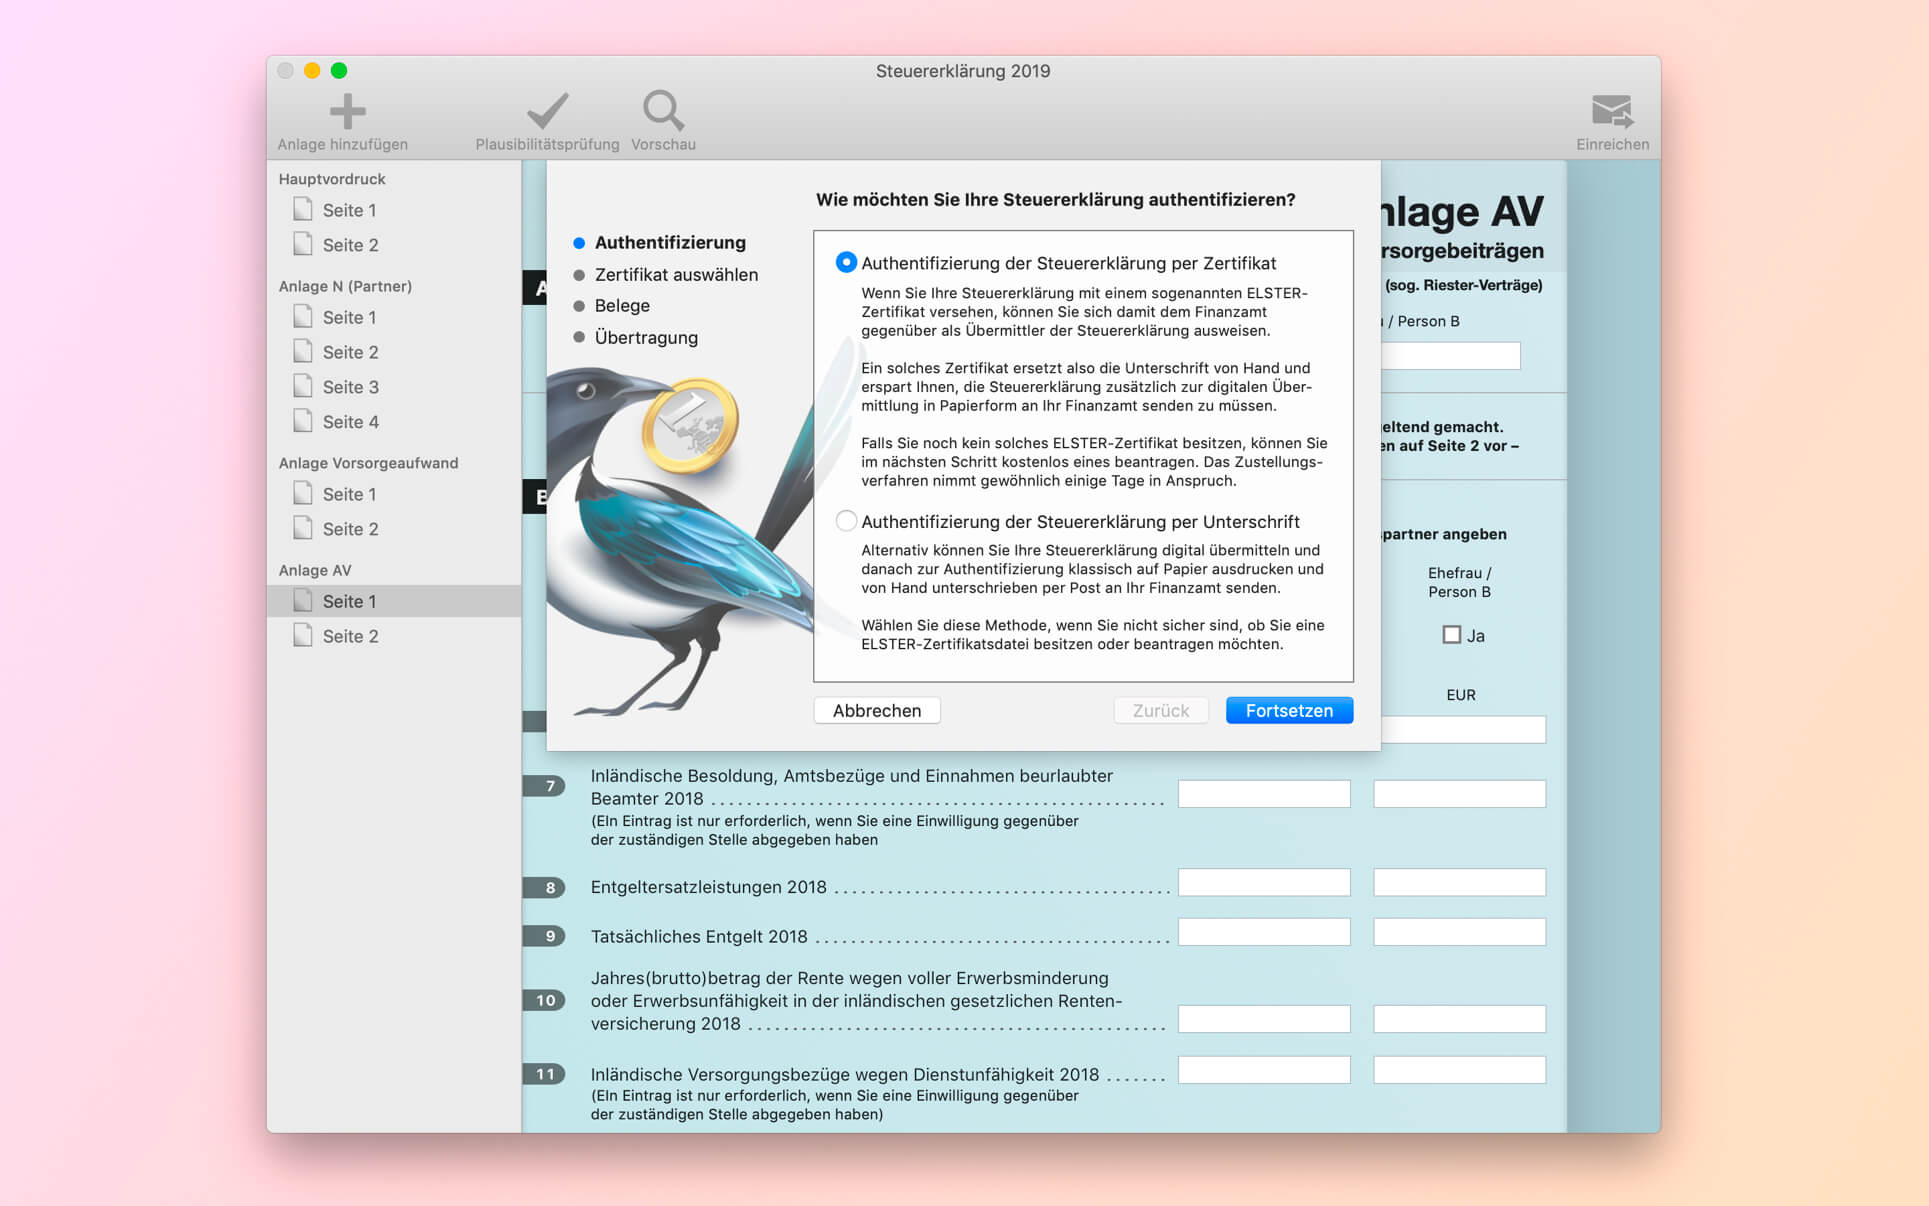 Steuererklärung 2019
Anlage hinzufügen
Plausibilitätsprüfung
Vorschau
Einreichen
Hauptvordruck
Seite 1
Seite 2
Anlage N (Partner)
Seite 1
Seite 2
Seite 3
Seite 4
Anlage Vorsorgeaufwand
Seite 1
Seite 2
Anlage AV
Seite 1
Seite 2
Wie möchten Sie Ihre Steuererklärung authentifizieren?
Authentifizierung
Zertifikat auswählen
Belege
Übertragung
1
Authentifizierung der Steuererklärung per Zertifikat
Wenn Sie Ihre Steuererklärung mit einem sogenannten ELSTER-
Zertifikat versehen, können Sie sich damit dem Finanzamt
gegenüber als Übermittler der Steuererklärung ausweisen.
Ein solches Zertifikat ersetzt also die Unterschrift von Hand und
erspart Ihnen, die Steuererklärung zusätzlich zur digitalen Über-
mittlung in Papierform an Ihr Finanzamt senden zu müssen.
Falls Sie noch kein solches ELSTER-Zertifikat besitzen, können Sie
im nächsten Schritt kostenlos eines beantragen. Das Zustellungs-
verfahren nimmt gewöhnlich einige Tage in Anspruch.
Authentifizierung der Steuererklärung per Unterschrift
Alternativ können Sie Ihre Steuererklärung digital übermitteln und
danach zur Authentifizierung klassisch auf Papier ausdrucken und
von Hand unterschrieben per Post an Ihr Finanzamt senden.
Wählen Sie diese Methode, wenn Sie nicht sicher sind, ob Sie eine
ELSTER-Zertifikatsdatei besitzen oder beantragen möchten.
Abbrechen
Zurück
Fortsetzen
A
B
nlage AV
rsorgebeiträgen
(sog. Riester-Verträge)
/ Person B
eltend gemacht.
en auf Seite 2 vor –
partner angeben
Ehefrau /
Person B
Ja
EUR
7
Inländische Besoldung, Amtsbezüge und Einnahmen beurlaubter
Beamter 2018
(EIn Eintrag ist nur erforderlich, wenn Sie eine Einwilligung gegenüber
der zuständigen Stelle abgegeben haben
8
Entgeltersatzleistungen 2018
9
Tatsächliches Entgelt 2018
10
Jahres(brutto)betrag der Rente wegen voller Erwerbsminderung
oder Erwerbsunfähigkeit in der inländischen gesetzlichen Renten-
versicherung 2018
11
Inländische Versorgungsbezüge wegen Dienstunfähigkeit 2018
(EIn Eintrag ist nur erforderlich, wenn Sie eine Einwilligung gegenüber
der zuständigen Stelle abgegeben haben)